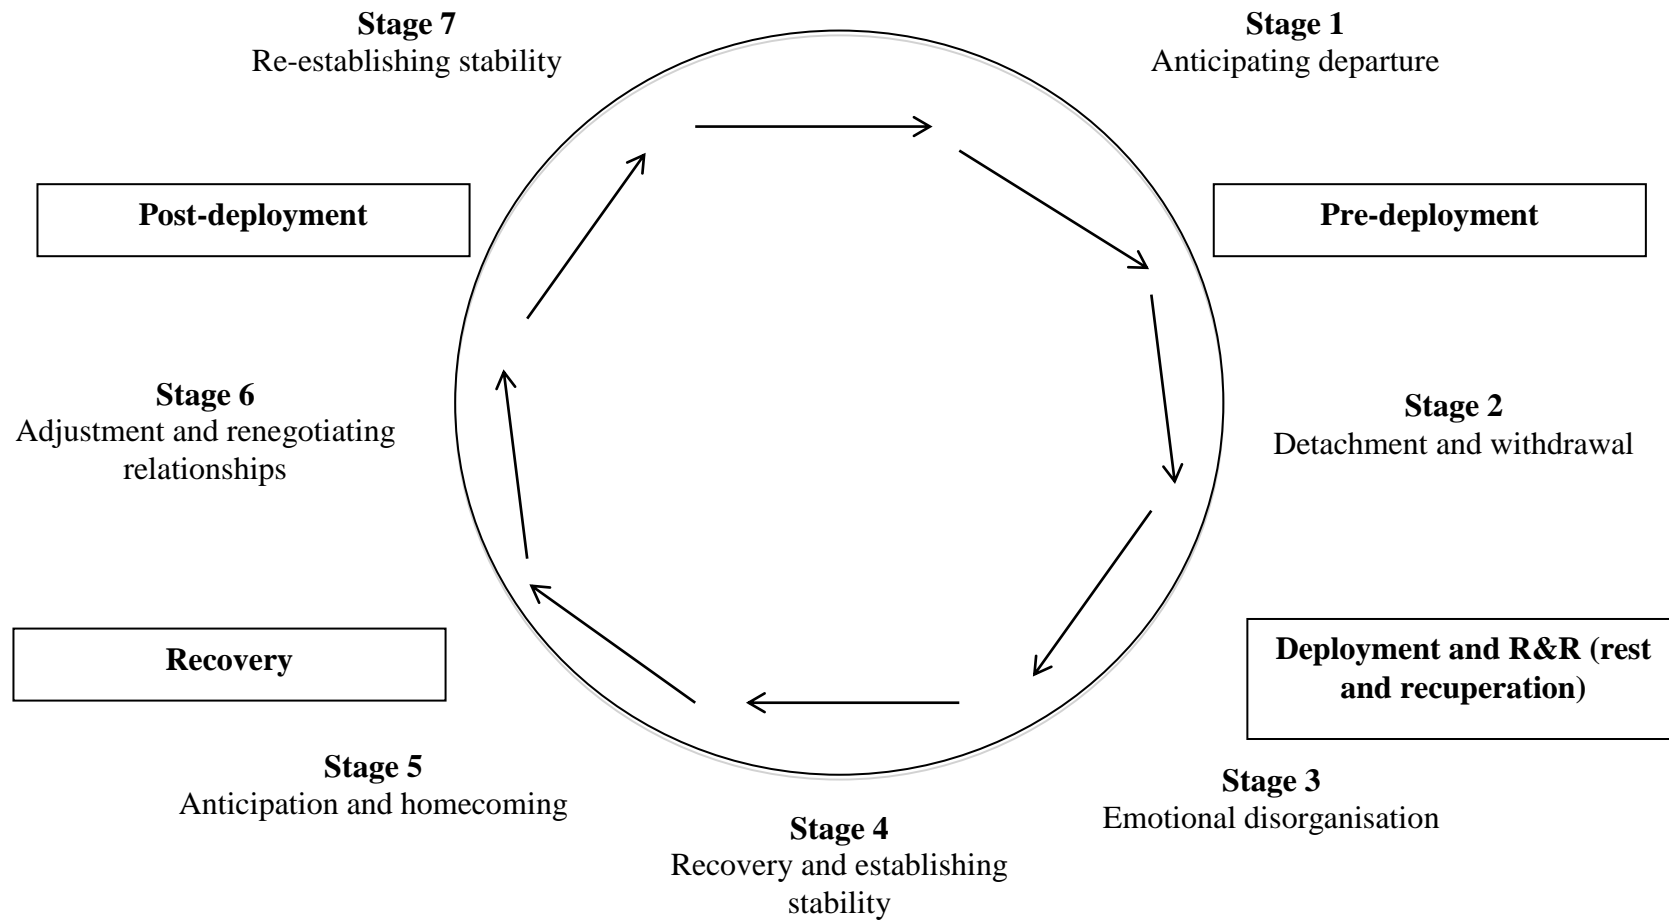 Stage 7
Re-establishing stability
Stage 1
Anticipating departure
Post-deployment
Pre-deployment
Stage 6
Adjustment and renegotiating
relationships
Stage 2
Detachment and withdrawal
Recovery
Deployment and R&R (rest
and recuperation)
Stage 5
Anticipation and homecoming
Stage 3
Emotional disorganisation
Stage 4
Recovery and establishing
stability